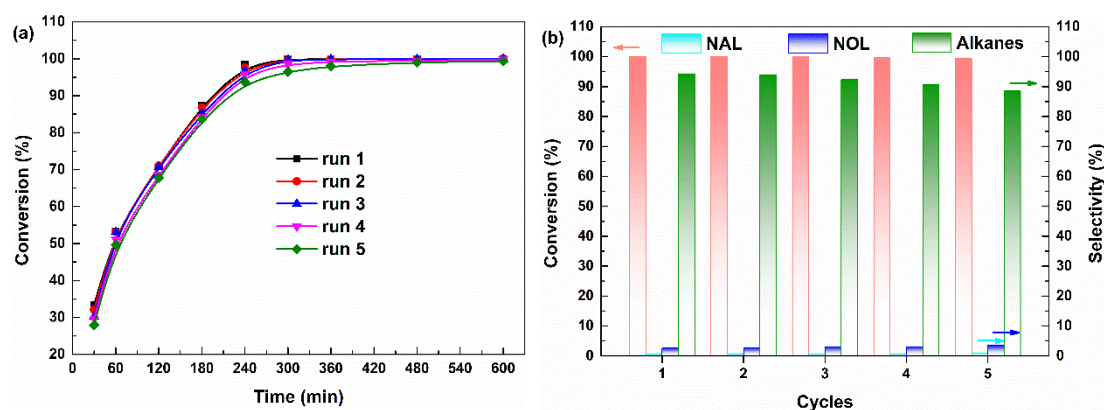 (a)
110
100
90
80
70
60
50
40
30
20
Conversion (%)
run 1
run 2
run 3
run 4
run 5
0 60 120 180 240 300 360 420 480 540 600
Time (min)
(b)
NAL NOL Alkanes
110
100
90
80
70
60
50
40
30
20
10
0
Conversion (%)
1 2 3 4 5
Cycles
110
100
90
80
70
60
50
40
30
20
10
0
Selectivity (%)